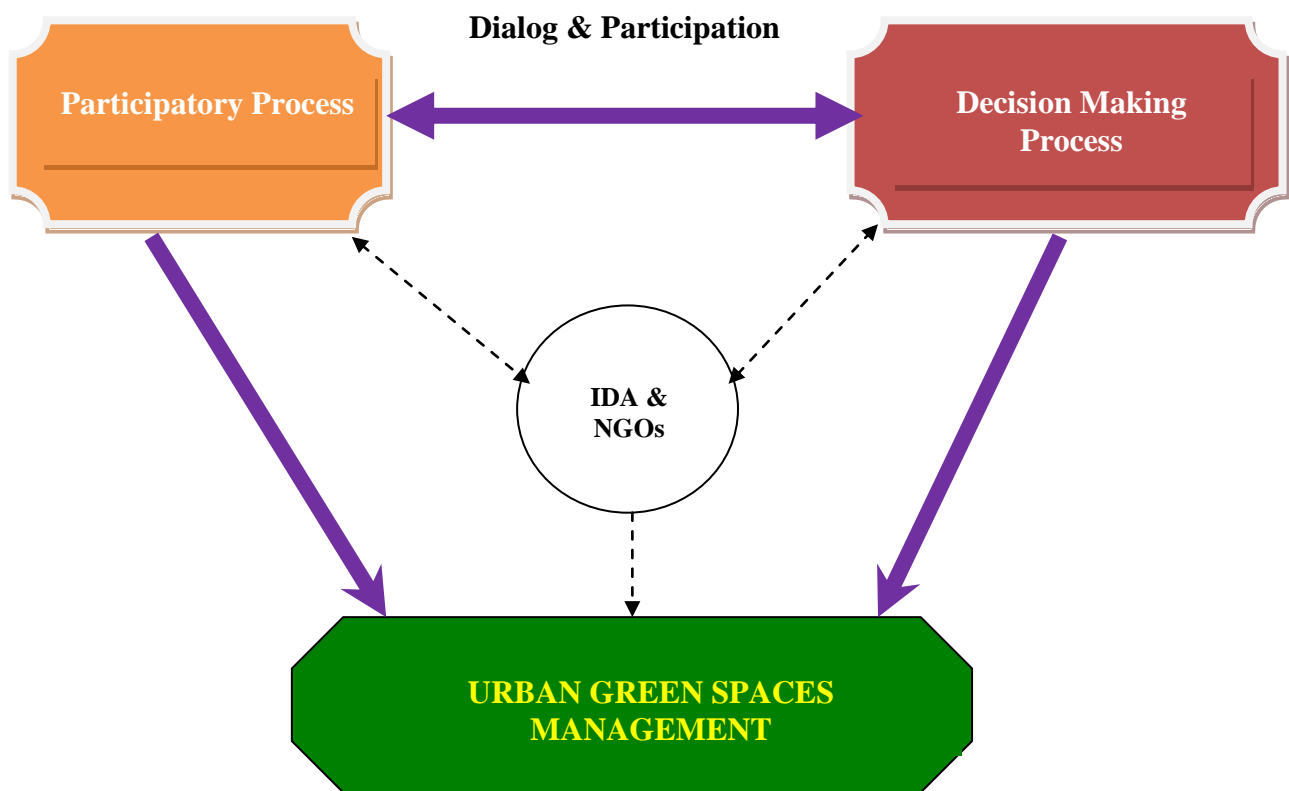 Dialog & Participation
Participatory Process
Decision Making
Process
IDA &
NGOs
URBAN GREEN SPACES
MANAGEMENT